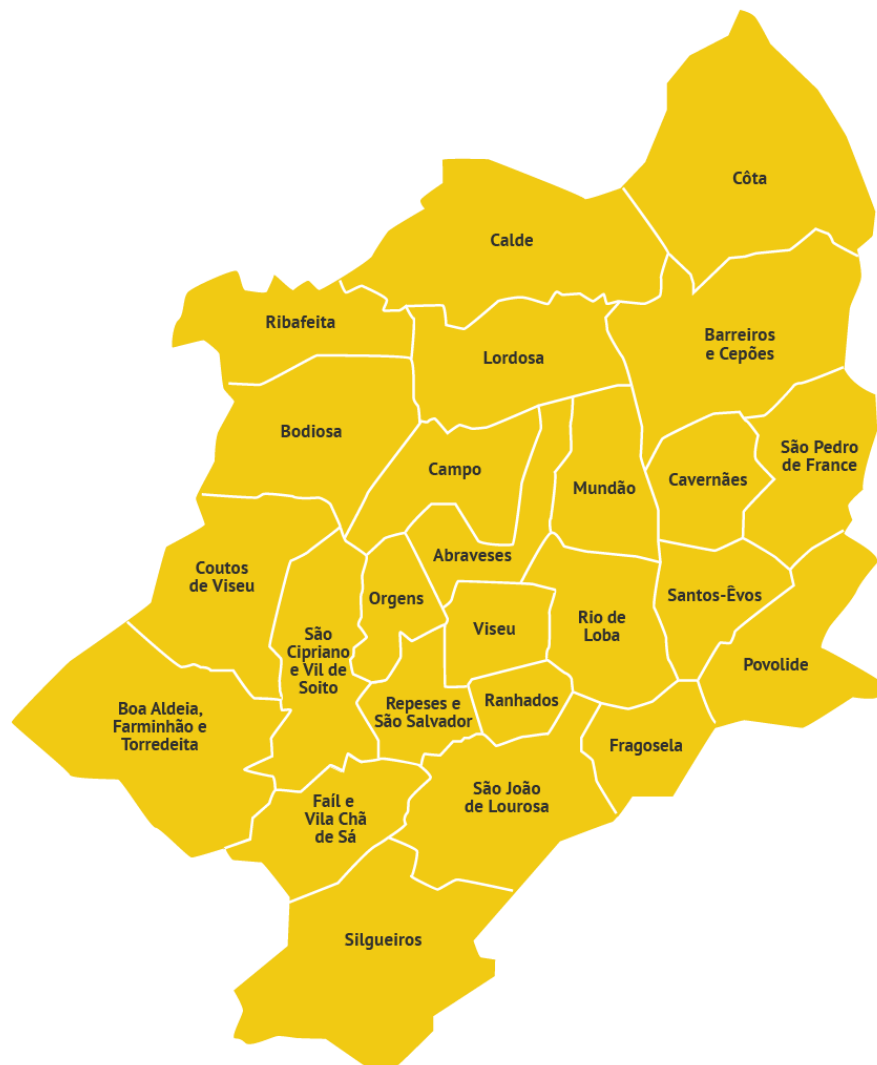 Côta
Calde
Ribafeita
Barreiros
e Cepões
Lordosa
Bodiosa
São Pedro
de France
Campo
Cavernães
Mundão
Abraveses
Coutos
de Viseu
Orgens
Santos-Êvos
Viseu
Rio de
Loba
São
Cipriano
e Vil de
Soito
Povolide
Boa Aldeia,
Farminhão e
Torredeita
Repeses e
São Salvador
Ranhados
Fragosela
São João
de Lourosa
Faíl e
Vila Chã
de Sá
Silgueiros